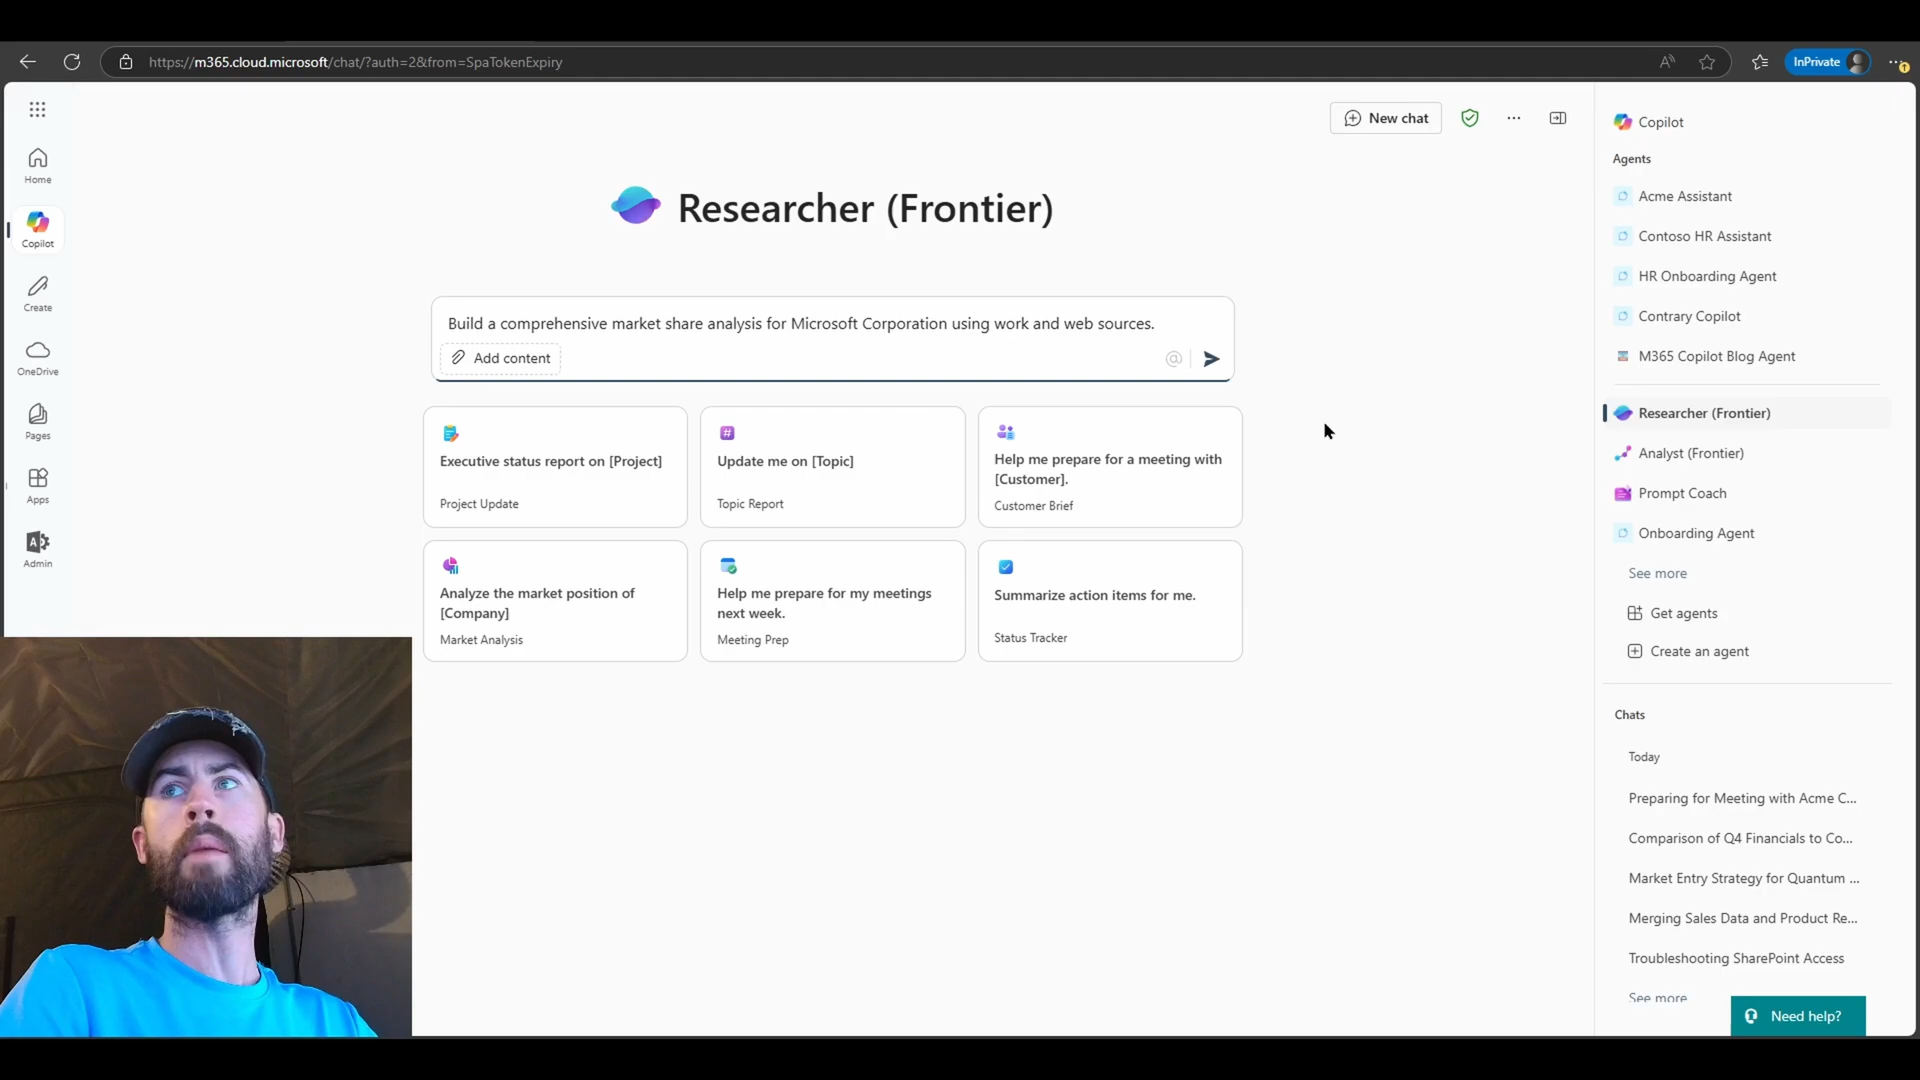 https://m365.cloud.microsoft/chat/?auth=2&from=SpaTokenExpiry
InPrivate
Home
Copilot
Create
OneDrive
Pages
Apps
Admin
New chat
Researcher (Frontier)
Build a comprehensive market share analysis for Microsoft Corporation using work and web sources.
Add content
Executive status report on [Project]
Project Update
Update me on [Topic]
Topic Report
Help me prepare for a meeting with
[Customer].
Customer Brief
Analyze the market position of
[Company]
Market Analysis
Help me prepare for my meetings
next week.
Meeting Prep
Summarize action items for me.
Status Tracker
Copilot
Agents
Acme Assistant
Contoso HR Assistant
HR Onboarding Agent
Contrary Copilot
M365 Copilot Blog Agent
Researcher (Frontier)
Analyst (Frontier)
Prompt Coach
Onboarding Agent
See more
Get agents
Create an agent
Chats
Today
Preparing for Meeting with Acme C...
Comparison of Q4 Financials to Co...
Market Entry Strategy for Quantum ...
Merging Sales Data and Product Re...
Troubleshooting SharePoint Access
See more
Need help?